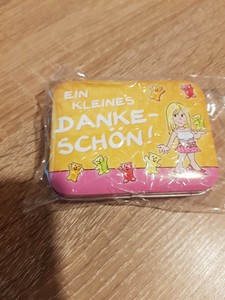 EIN
KLEINES
DANKE-
SCHÖN!